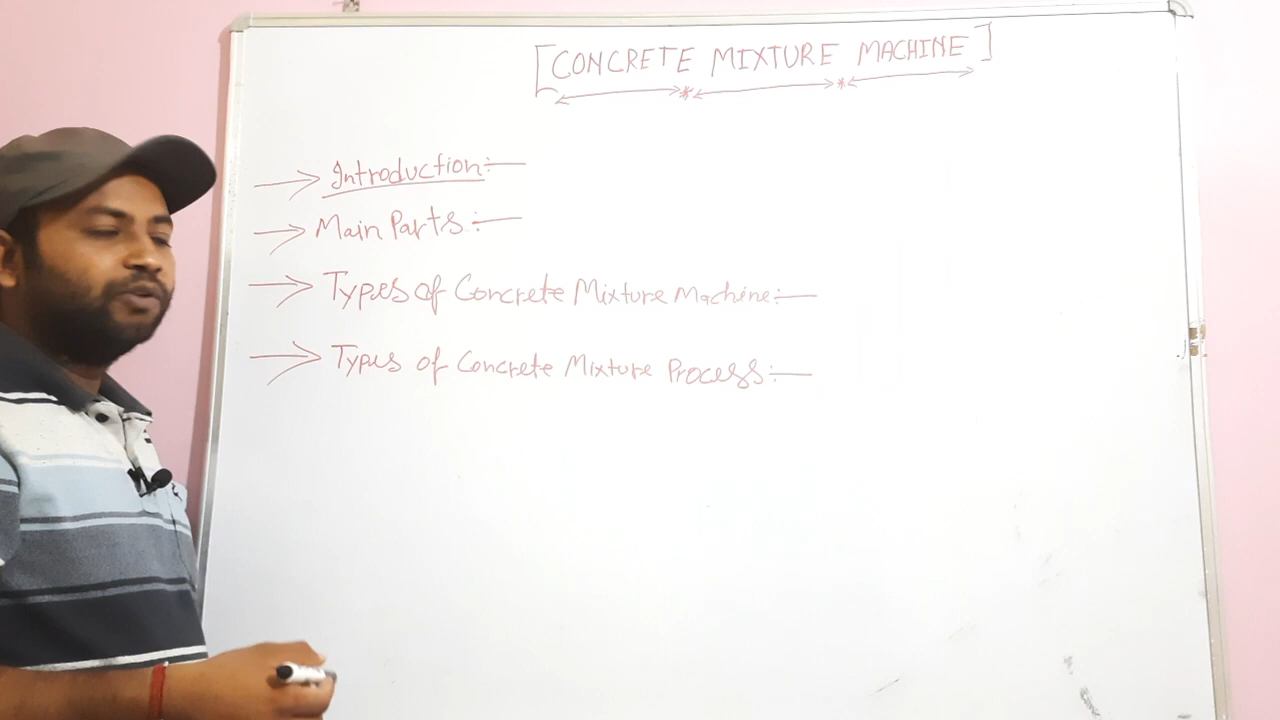 [CONCRETE MIXTURE MACHINE]
→ Introduction:—
→ Main Parts:—
→ Types of Concrete Mixture Machine:—
→ Types of Concrete Mixture Process:—